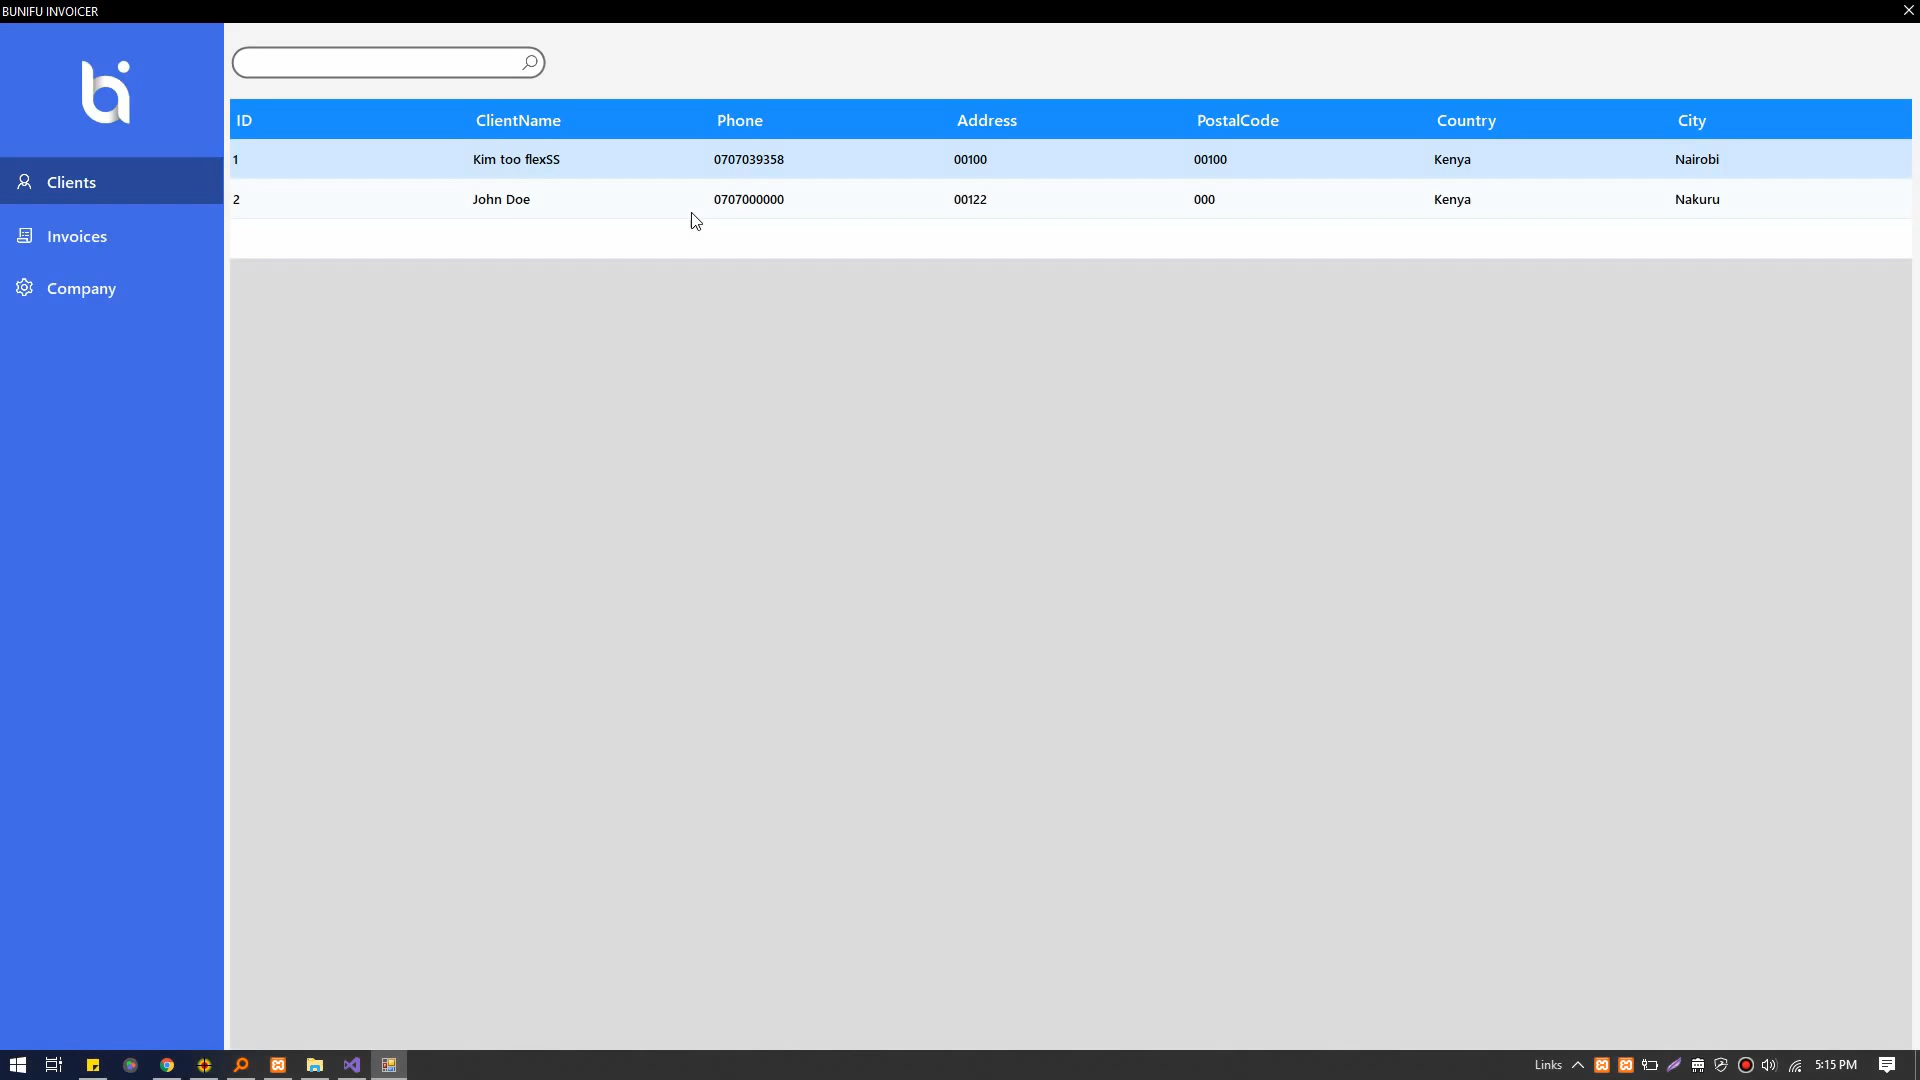 BUNIFU INVOICER
Clients
Invoices
Company
ID ClientName Phone Address PostalCode Country City
1 Kim too flexSS 0707039358 00100 00100 Kenya Nairobi
2 John Doe 0707000000 00122 000 Kenya Nakuru
Links 5:15 PM